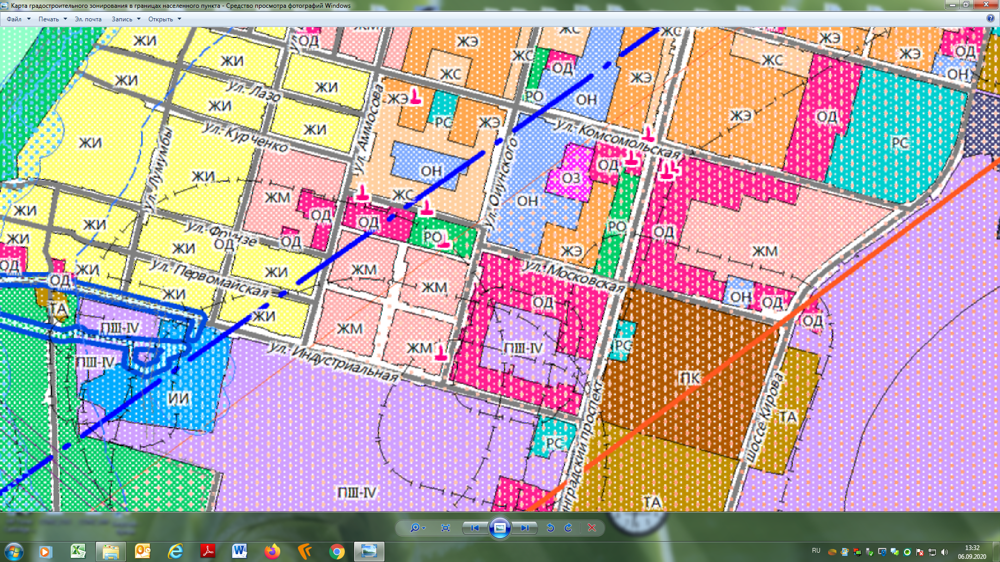 Карта градостроительного зонирования в границах населенного пункта - Средство просмотра фотографий Windows
Файл Печать Эл. почта Запись Открыть
ЖИ
ОД
ЖМ
ЖЭ
ЖС
ЖС
ЖС
ЖЭ
ЖС
ЖЭ
ОД
ЖИ
ЖС
ОД
ЖЭ
ОН
ЖИ
ЖИ
ул. Лазо
ЖИ
ЖЭ
РС
ЖЭ
РО
ОН
ЖЭ
ОД
РС
ЖИ
ЖИ
ул. Курченко
ЖИ
ул. Аммосова
ул. Лумумбы
ЖИ
ЖМ
ОН
ЖС
ул. Ойунского
ул. Комсомольская
ОД
ОЗ
ОН
ЖИ
ЖИ
ул. Фрунзе
ОД
ОД
ОД
ОД
РО
РО
ОД
ЖМ
ЖЭ
ЖИ
ОД
ЖИ
ЖИ
ул. Первомайская
ЖИ
ЖМ
ЖМ
ул. Московская
ОД
ЖИ
ТА
ОД
ОН
ОД
ОД
ПШ-IV
ЖИ
ЖМ
ЖМ
ПШ-IV
РС
ПШ-IV
ул. Индустриальная
ИИ
ПК
ТА
шоссе Кирова
инградский проспект
РС
ПШ-IV
ТА
RU
13:32
06.09.2020